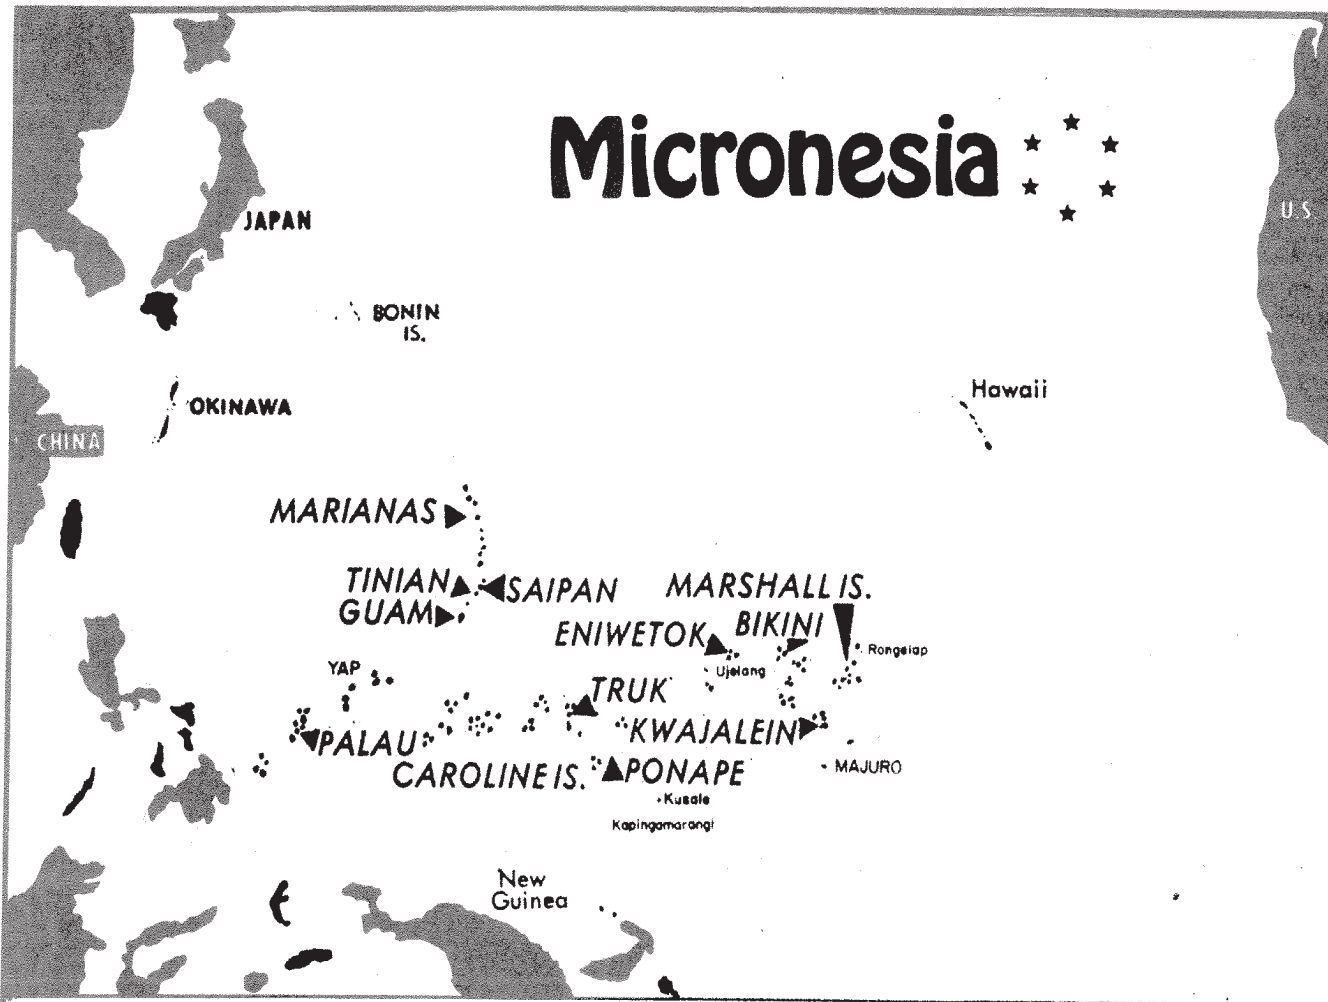 Micronesia
U.S
JAPAN
BONIN
IS.
Hawaii
OKINAWA
CHINA
MARIANAS
TINIAN
SAIPAN
MARSHALL IS.
GUAM
ENIWETOK
BIKINI
Rongelap
YAP
Ujelang
TRUK
PALAU
KWAJALEIN
CAROLINE IS.
PONAPE
MAJURO
Kusaie
Kapingamarangi
New
Guinea